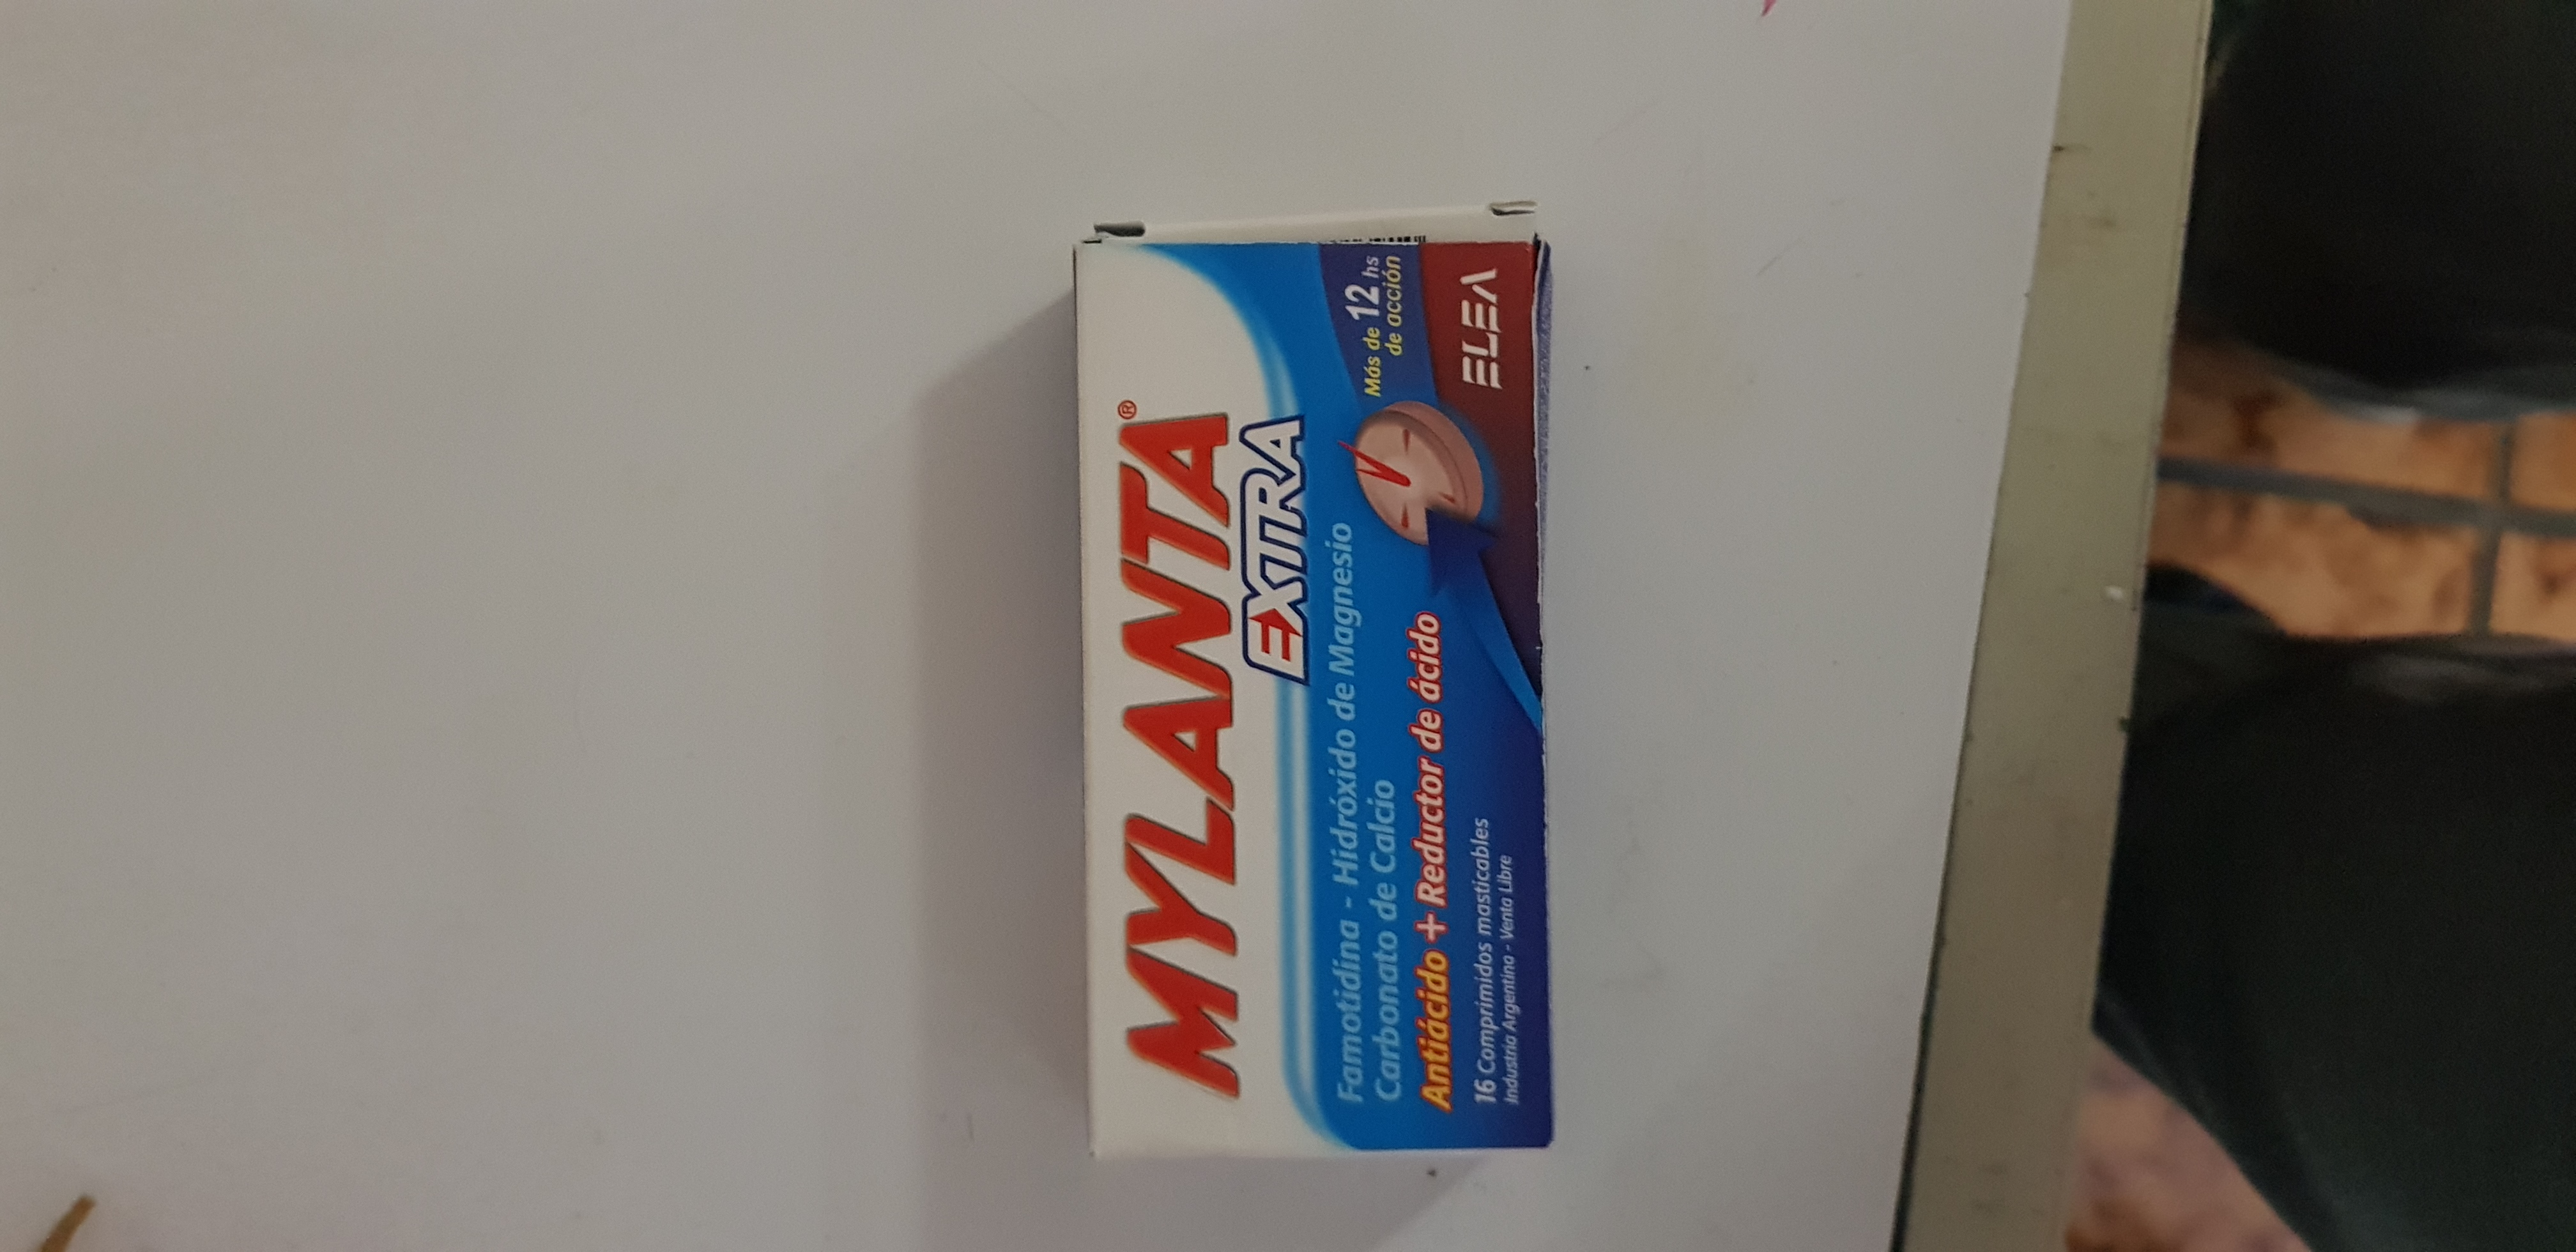 MYLANTA®
EXTRA
Famotidina - Hidróxido de Magnesio
Carbonato de Calcio
Antiácido + Reductor de ácido
16 Comprimidos masticables
Industria Argentina - Venta Libre
Más de 12 hs
de acción
ELEA